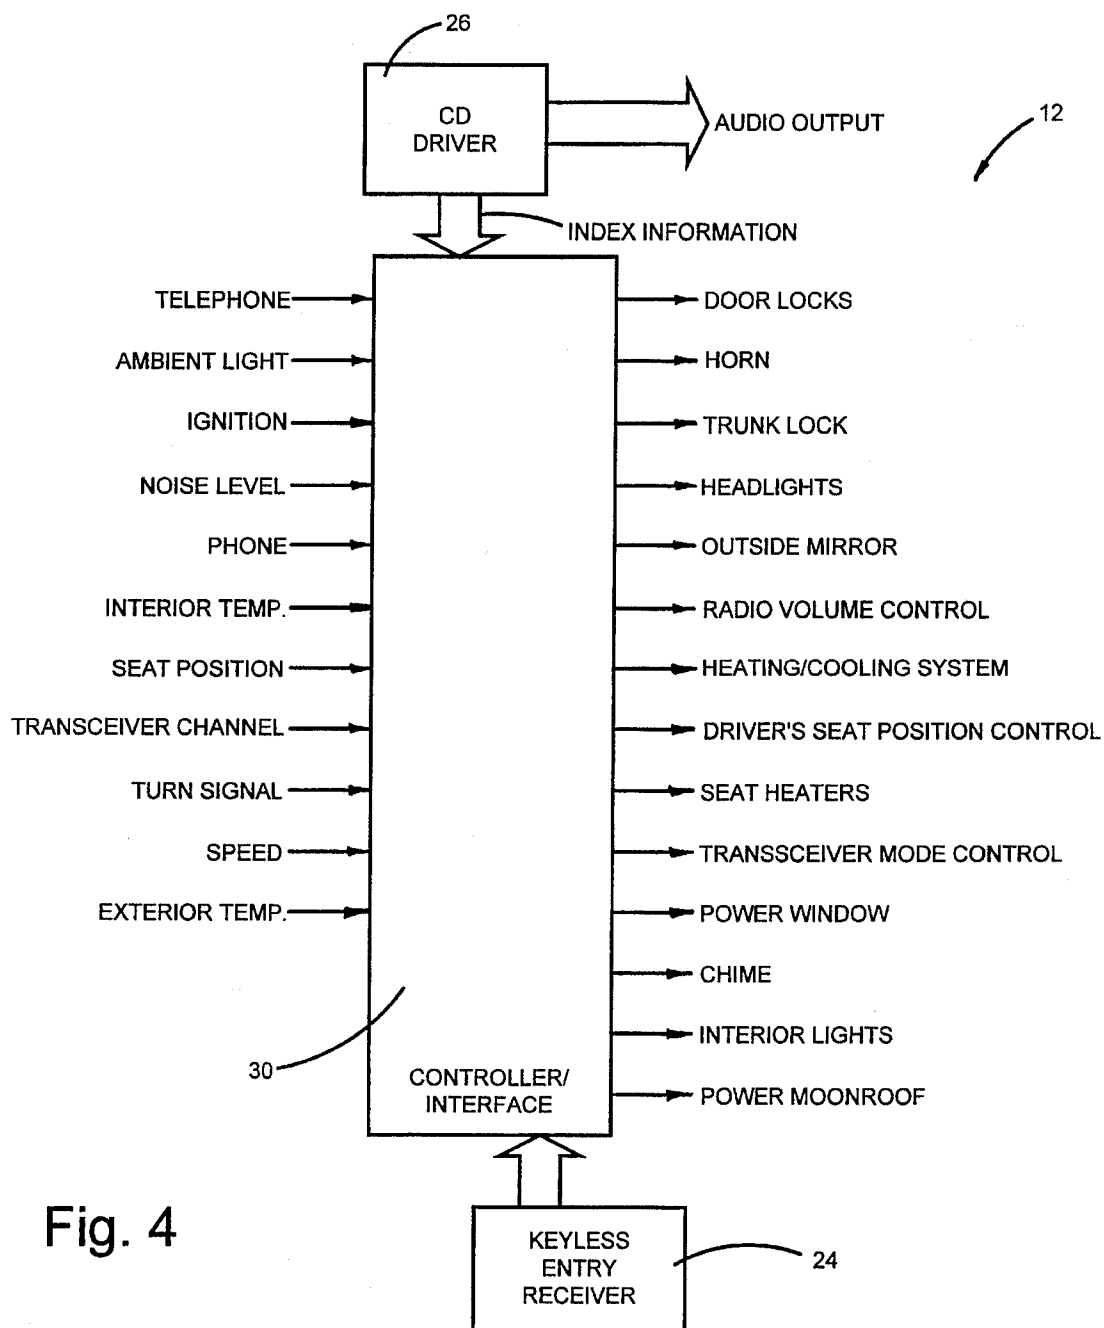 26
CD
DRIVER
AUDIO OUTPUT
12
INDEX INFORMATION
TELEPHONE
DOOR LOCKS
AMBIENT LIGHT
HORN
IGNITION
TRUNK LOCK
NOISE LEVEL
HEADLIGHTS
PHONE
OUTSIDE MIRROR
INTERIOR TEMP.
RADIO VOLUME CONTROL
SEAT POSITION
HEATING/COOLING SYSTEM
TRANSCEIVER CHANNEL
DRIVER'S SEAT POSITION CONTROL
TURN SIGNAL
SEAT HEATERS
SPEED
TRANSSCEIVER MODE CONTROL
EXTERIOR TEMP.
POWER WINDOW
CHIME
INTERIOR LIGHTS
30
CONTROLLER/
INTERFACE
POWER MOONROOF
Fig. 4
KEYLESS
ENTRY
RECEIVER
24